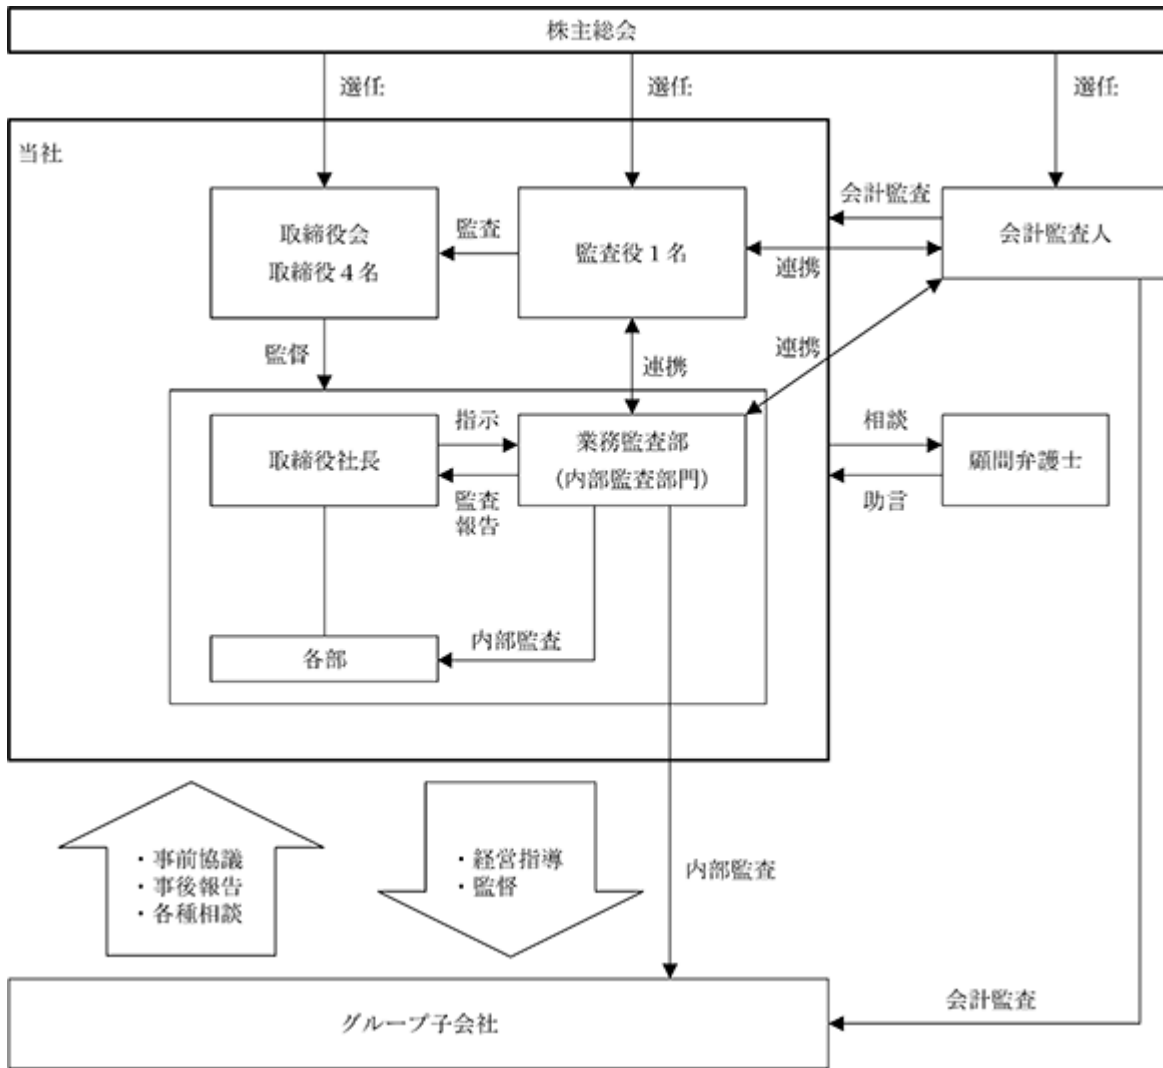 株主総会
選任
選任
選任
当社
取締役会
取締役4名
監査
監査役1名
会計監査
連携
会計監査人
監督
連携
連携
取締役社長
指示
監査
報告
業務監査部
(内部監査部門)
相談
助言
顧問弁護士
各部
内部監査
・事前協議
・事後報告
・各種相談
・経営指導
・監督
内部監査
グループ子会社
会計監査